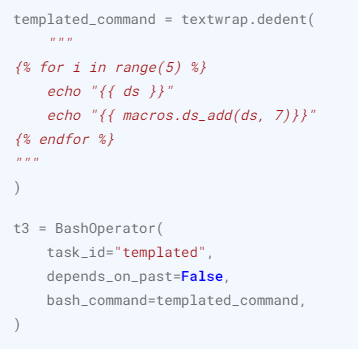 templated_command = textwrap.dedent(
    """
{% for i in range(5) %}
    echo "{{ ds }}"
    echo "{{ macros.ds_add(ds, 7)}}"
{% endfor %}
"""
)

t3 = BashOperator(
    task_id="templated",
    depends_on_past=False,
    bash_command=templated_command,
)